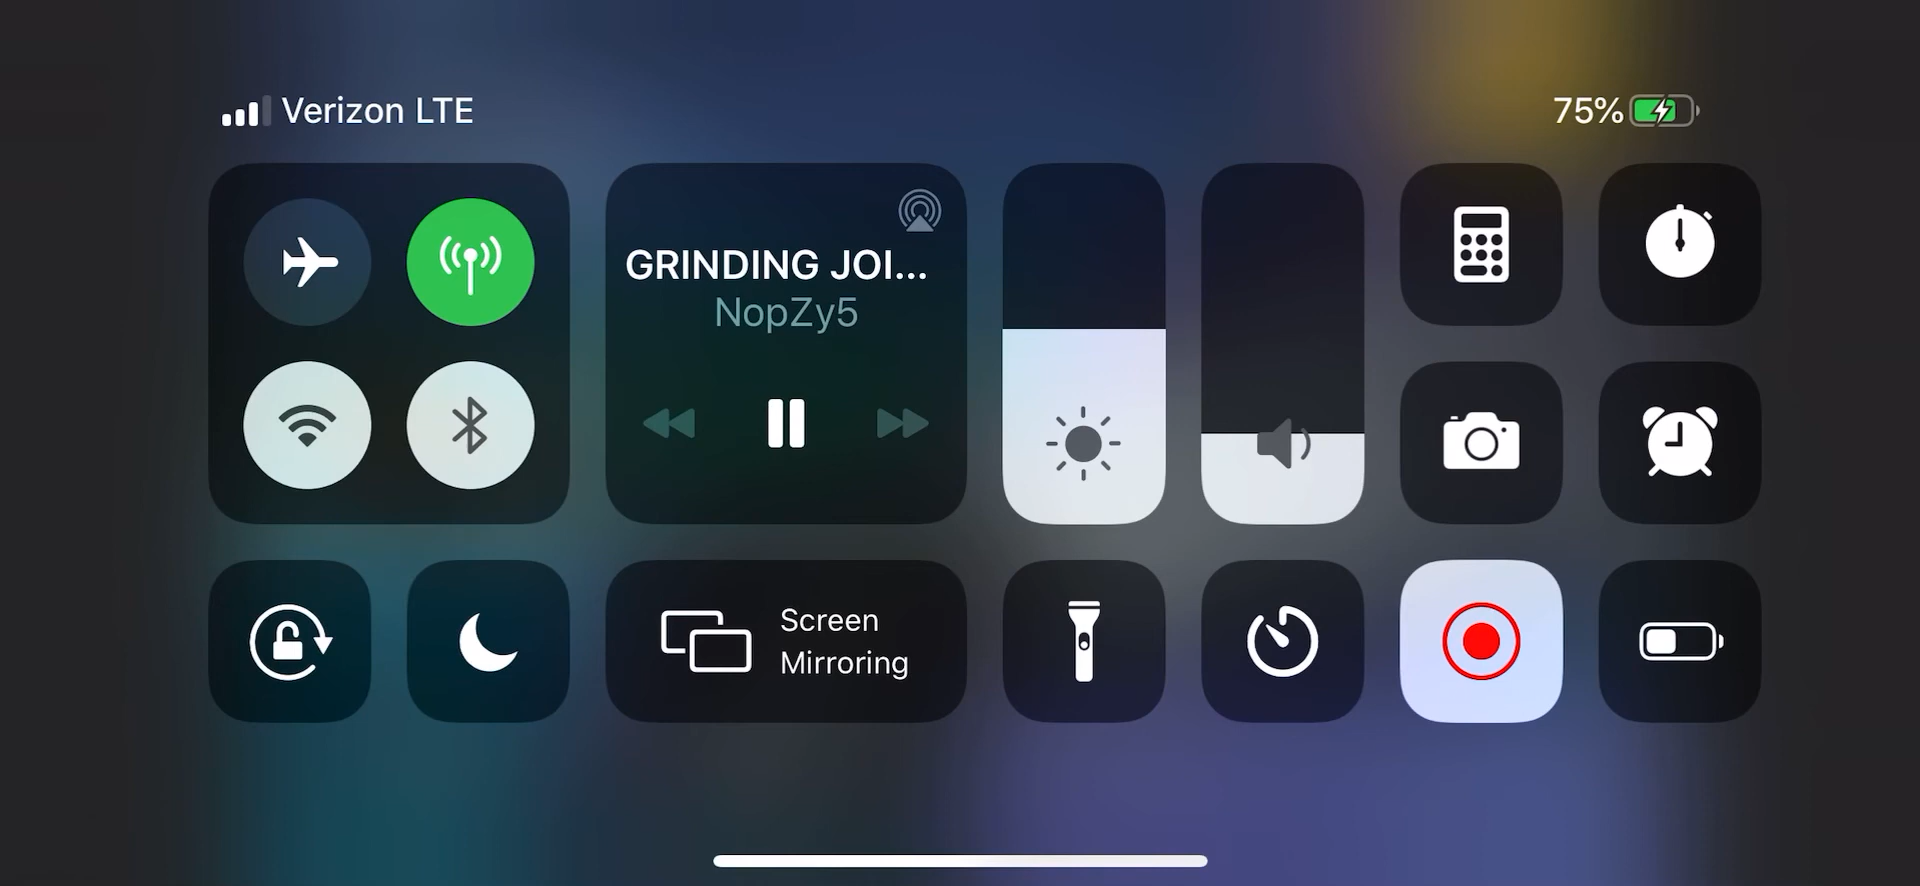 Verizon LTE
75%
GRINDING JOI...
NopZy5
Screen
Mirroring